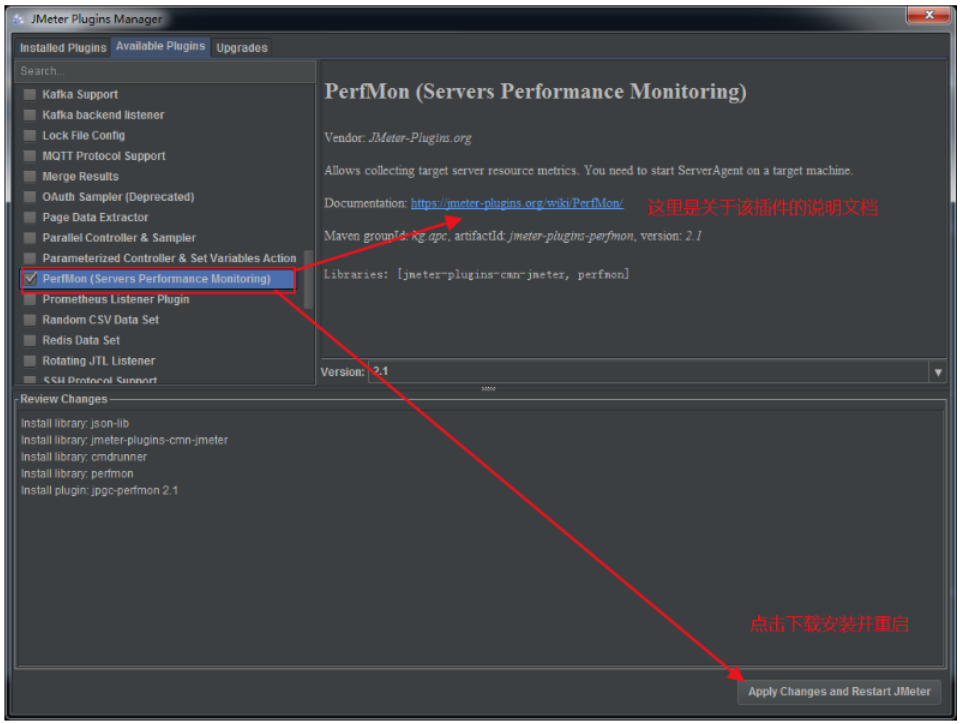 JMeter Plugins Manager
Installed Plugins Available Plugins Upgrades
Search...
Kafka Support
Kafka backend listener
Lock File Config
MQTT Protocol Support
Merge Results
OAuth Sampler (Deprecated)
Page Data Extractor
Parallel Controller & Sampler
Parameterized Controller & Set Variables Action
PerfMon (Servers Performance Monitoring)
Prometheus Listener Plugin
Random CSV Data Set
Redis Data Set
Rotating JTL Listener
SSH Protocol Support
PerfMon (Servers Performance Monitoring)
Vendor: JMeter-Plugins.org
Allows collecting target server resource metrics. You need to start ServerAgent on a target machine.
Documentation: https://jmeter-plugins.org/wiki/PerfMon/ 这里是关于该插件的说明文档
Maven groupId: kg.apc, artifactId: jmeter-plugins-perfmon, version: 2.1
Libraries: [jmeter-plugins-cmn-jmeter, perfmon]
Version: 2.1
Review Changes
Install library: json-lib
Install library: jmeter-plugins-cmn-jmeter
Install library: cmdrunner
Install library: perfmon
Install plugin: jpgc-perfmon 2.1
点击下载安装并重启
Apply Changes and Restart JMeter